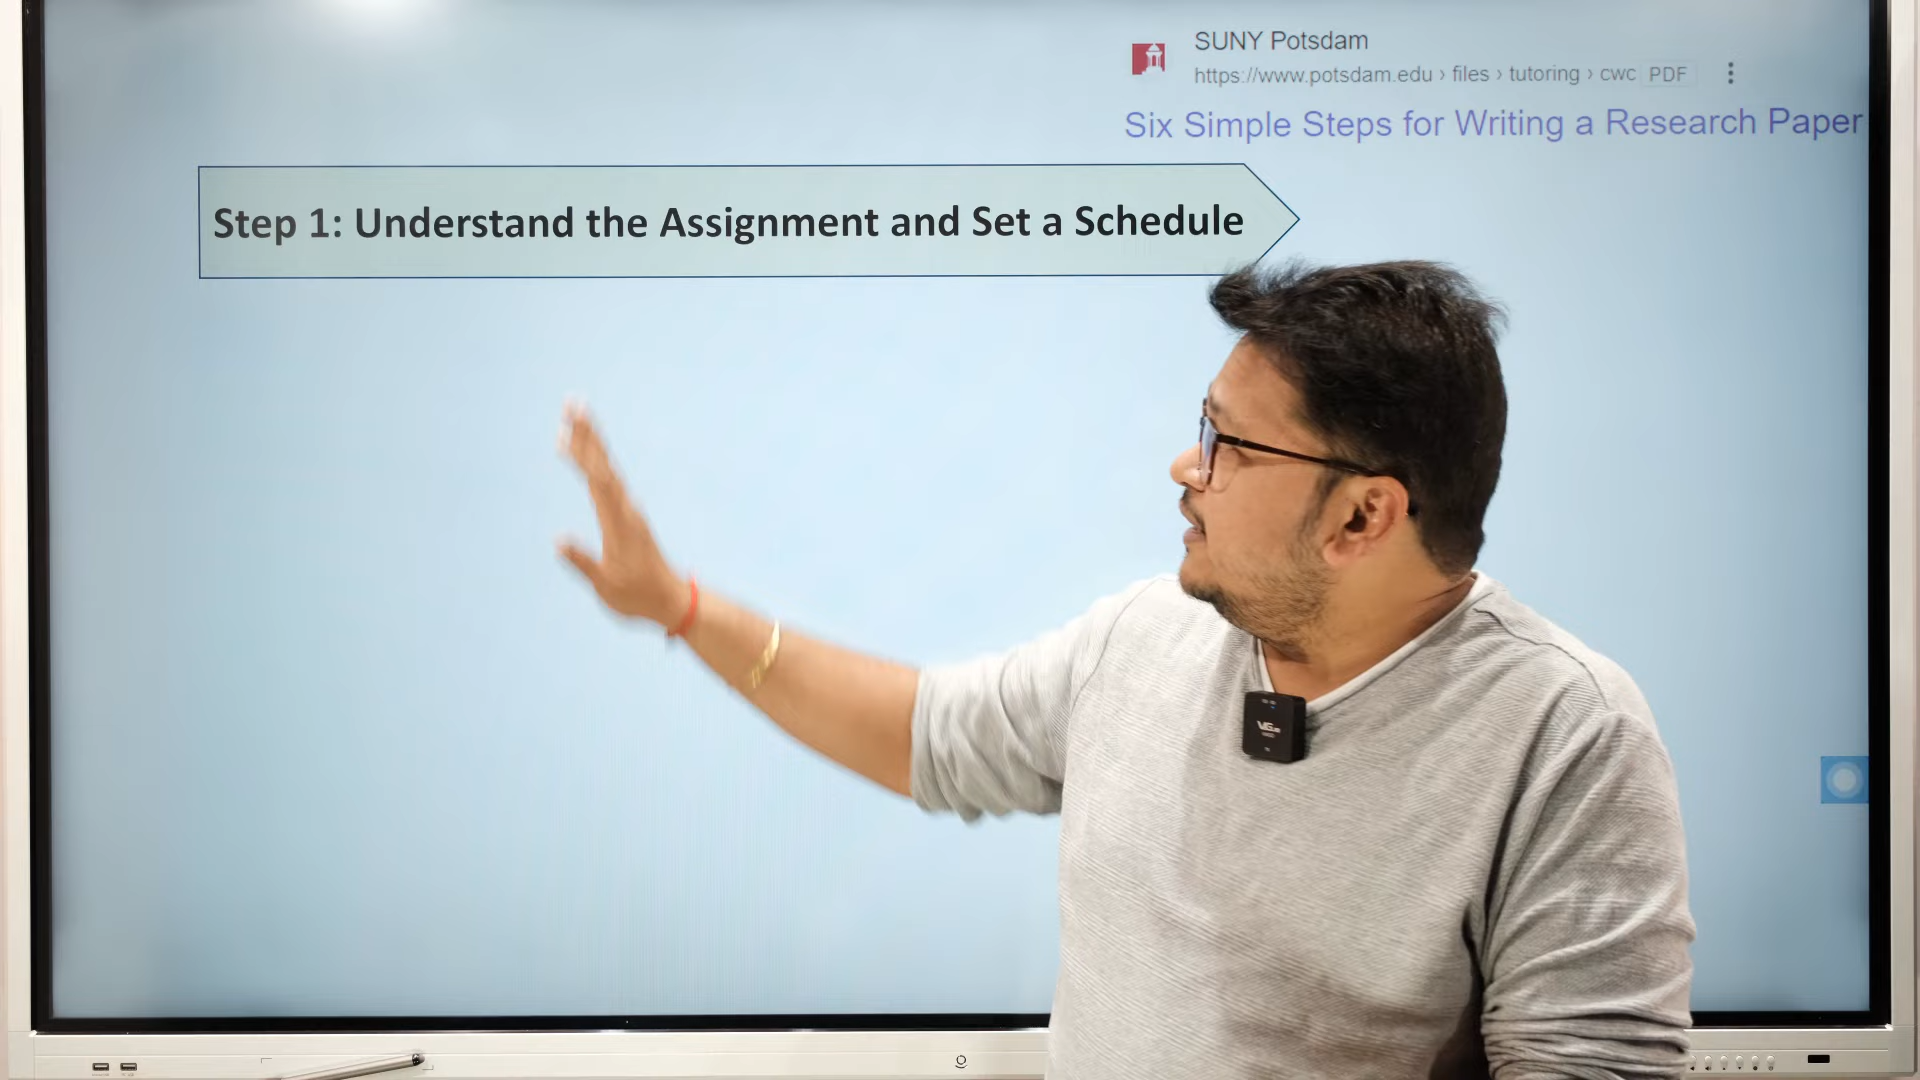 SUNY Potsdam
https://www.potsdam.edu › files › tutoring › cwc PDF
Six Simple Steps for Writing a Research Paper
Step 1: Understand the Assignment and Set a Schedule